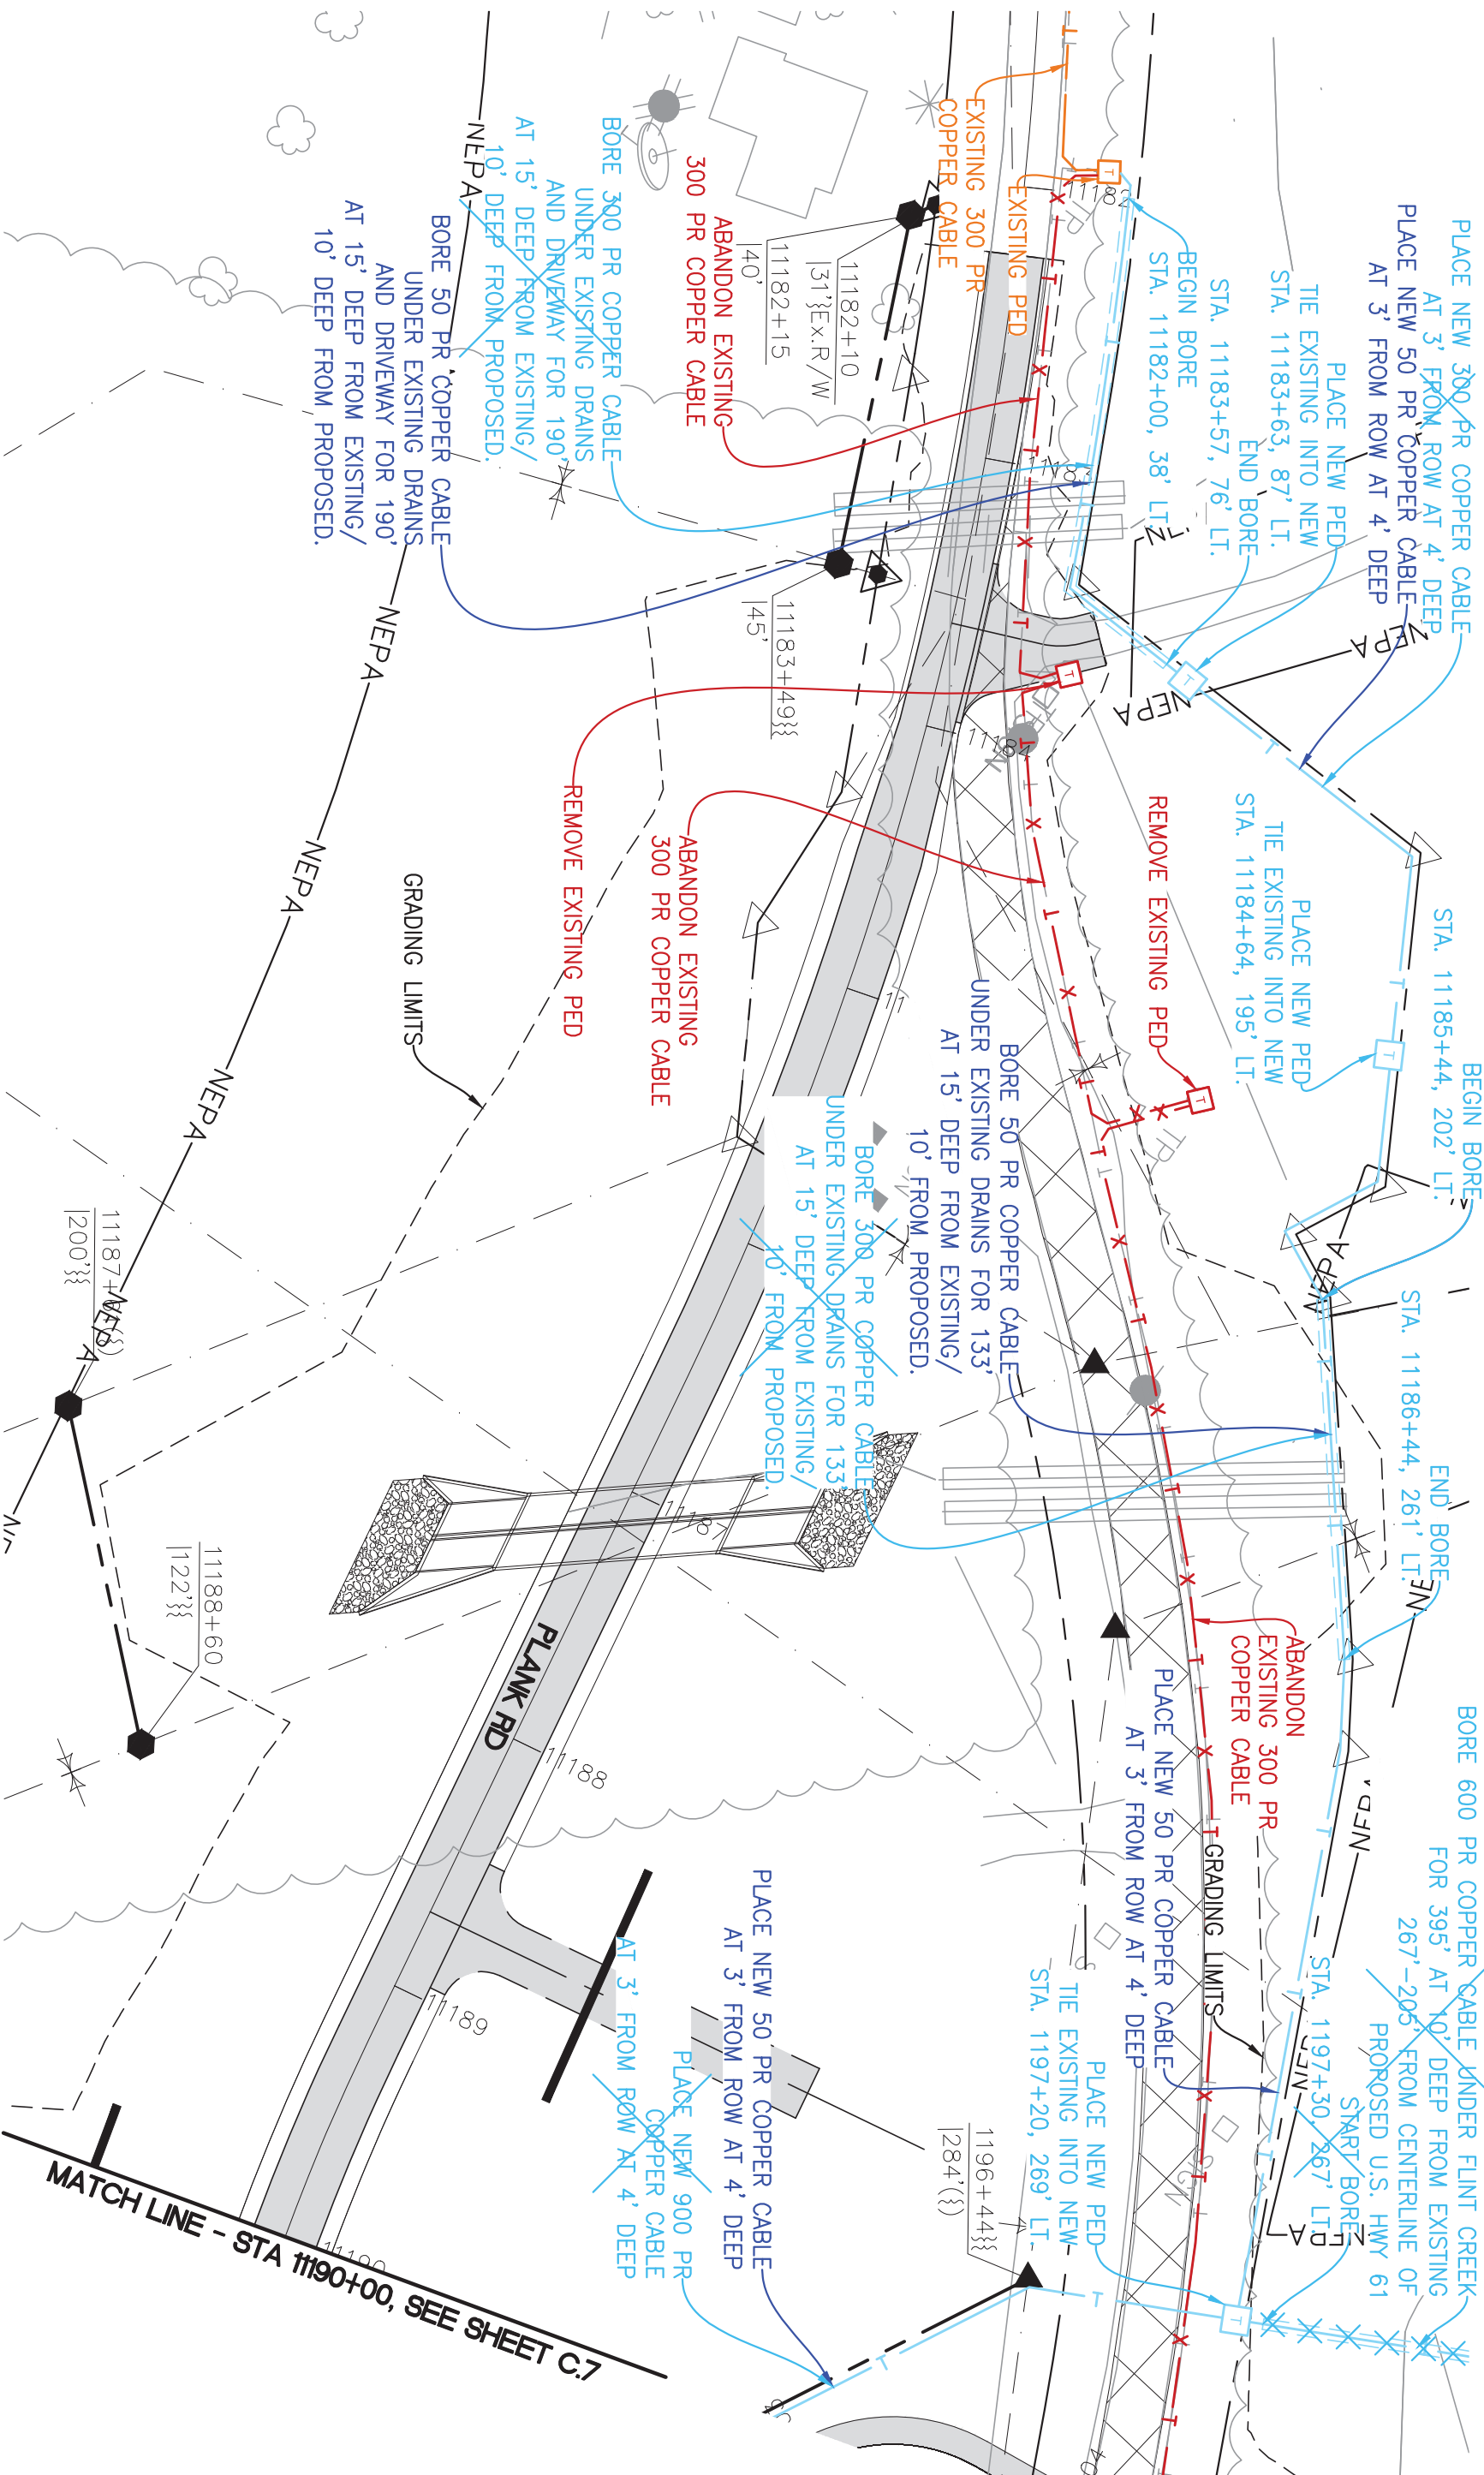 PLACE NEW 300 PR COPPER CABLE
AT 3' FROM ROW AT 4' DEEP
PLACE NEW 50 PR COPPER CABLE
AT 3' FROM ROW AT 4' DEEP
PLACE NEW PED
TIE EXISTING INTO NEW
STA. 11183+63, 87' LT.
END BORE
STA. 11183+57, 76' LT.
BEGIN BORE
STA. 11182+00, 38' LT.
EXISTING PED
EXISTING 300 PR
COPPER CABLE
11182
11182+10
31' Ex.R/W
11182+15
40'
ABANDON EXISTING
300 PR COPPER CABLE
BORE 300 PR COPPER CABLE
UNDER EXISTING DRAINS
AND DRIVEWAY FOR 190'
AT 15' DEEP FROM EXISTING/
10' DEEP FROM PROPOSED.
BORE 50 PR COPPER CABLE
UNDER EXISTING DRAINS
AND DRIVEWAY FOR 190'
AT 15' DEEP FROM EXISTING/
10' DEEP FROM PROPOSED.
NEPA
NEPA
NEPA
NEPA
NEPA
NEPA
NEPA
11183+49
45'
11184
REMOVE EXISTING PED
ABANDON EXISTING
300 PR COPPER CABLE
GRADING LIMITS
BEGIN BORE
STA. 11185+44, 202' LT.
PLACE NEW PED
TIE EXISTING INTO NEW
STA. 11184+64, 195' LT.
REMOVE EXISTING PED
BORE 50 PR COPPER CABLE
UNDER EXISTING DRAINS FOR 133'
AT 15' DEEP FROM EXISTING/
10' FROM PROPOSED.
BORE 300 PR COPPER CABLE
UNDER EXISTING DRAINS FOR 133'
AT 15' DEEP FROM EXISTING/
10' FROM PROPOSED.
NEPA
END BORE
STA. 11186+44, 261' LT.
200'
11188+60
122'
11187
PLANK RD
11188
11189
11190
ABANDON
EXISTING 300 PR
COPPER CABLE
PLACE NEW 50 PR COPPER CABLE
AT 3' FROM ROW AT 4' DEEP
GRADING LIMITS
BORE 600 PR COPPER CABLE UNDER FLINT CREEK
FOR 395' AT 10' DEEP FROM EXISTING
267'-205' FROM CENTERLINE OF
PROPOSED U.S. HWY 61
START BORE
STA. 1197+30, 267' LT.
NEPA
PLACE NEW PED
TIE EXISTING INTO NEW
STA. 1197+20, 269' LT.
1196+44
284'
PLACE NEW 50 PR COPPER CABLE
AT 3' FROM ROW AT 4' DEEP
PLACE NEW 900 PR
COPPER CABLE
AT 3' FROM ROW AT 4' DEEP
MATCH LINE - STA 11190+00, SEE SHEET C.7